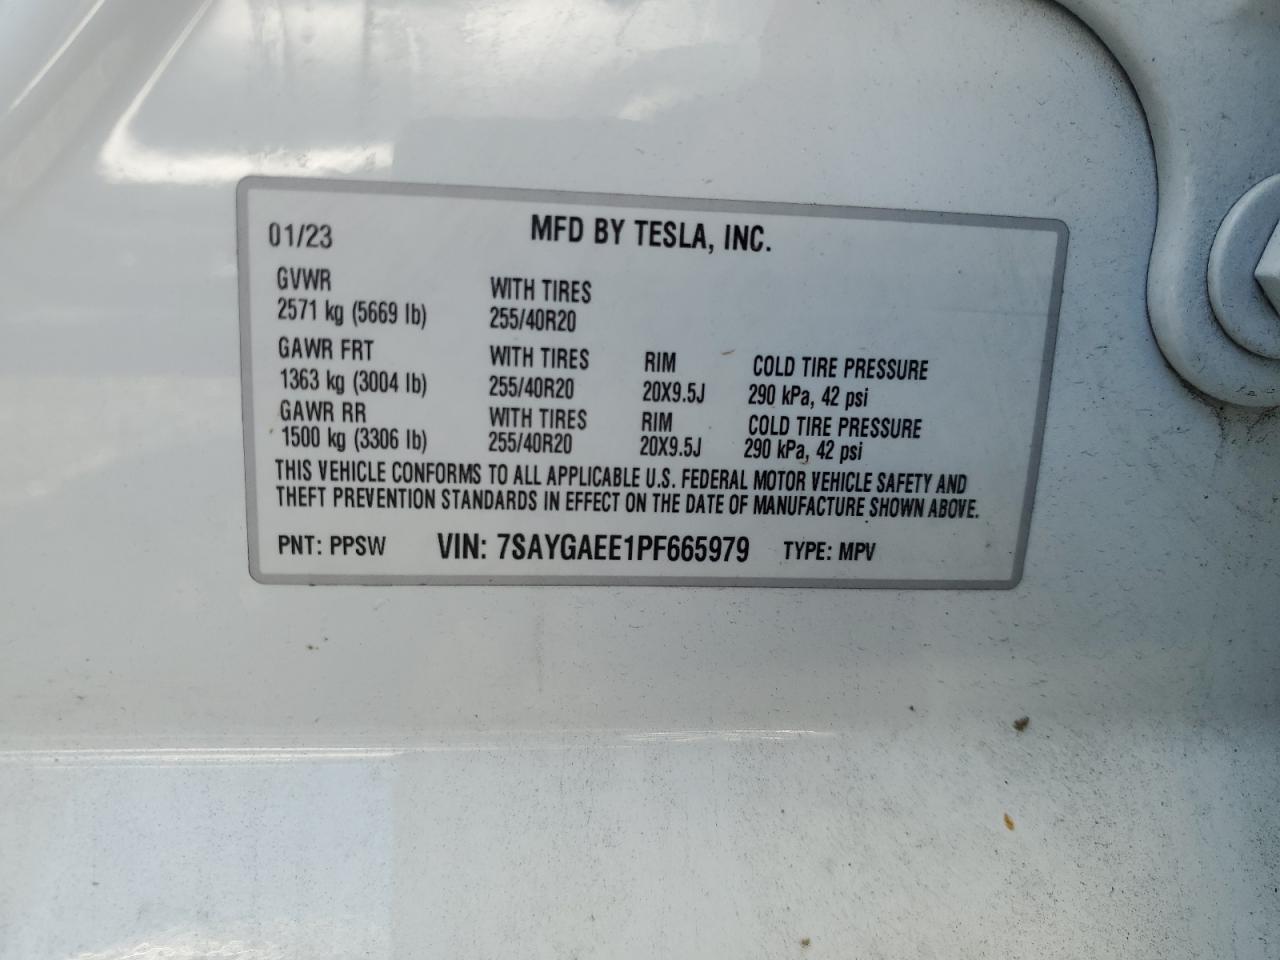 01/23 MFD BY TESLA, INC.
GVWR WITH TIRES
2571 kg (5669 lb) 255/40R20
GAWR FRT WITH TIRES RIM COLD TIRE PRESSURE
1363 kg (3004 lb) 255/40R20 20X9.5J 290 kPa, 42 psi
GAWR RR WITH TIRES RIM COLD TIRE PRESSURE
1500 kg (3306 lb) 255/40R20 20X9.5J 290 kPa, 42 psi
THIS VEHICLE CONFORMS TO ALL APPLICABLE U.S. FEDERAL MOTOR VEHICLE SAFETY AND
THEFT PREVENTION STANDARDS IN EFFECT ON THE DATE OF MANUFACTURE SHOWN ABOVE.
PNT: PPSW VIN: 7SAYGAEE1PF665979 TYPE: MPV